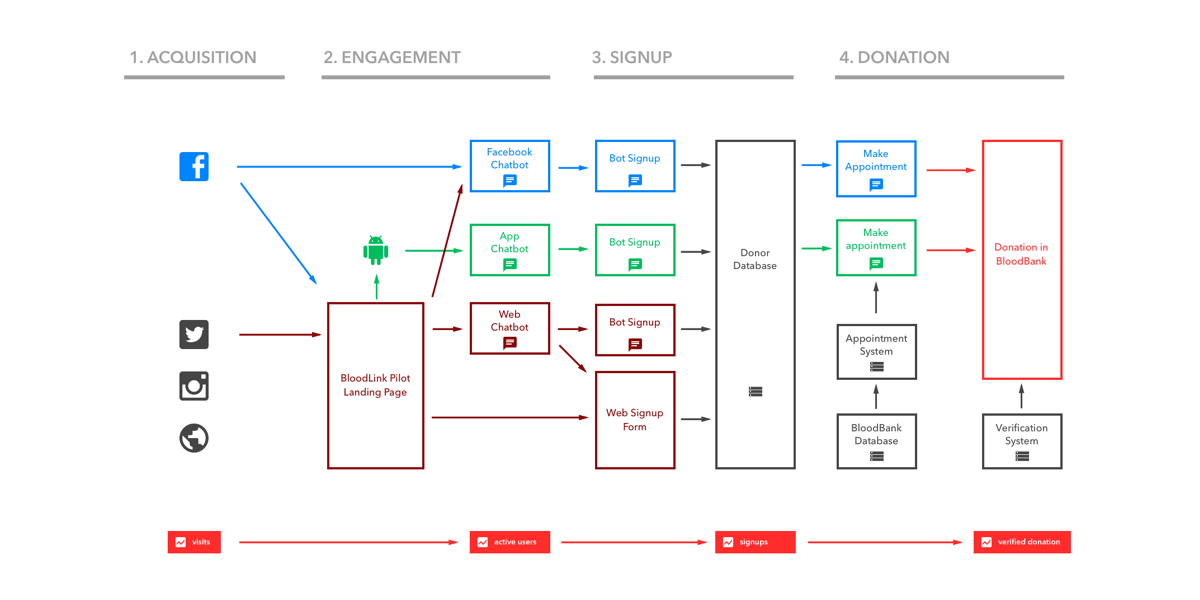 1. ACQUISITION
2. ENGAGEMENT
3. SIGNUP
4. DONATION
Facebook
Chatbot
Bot Signup
Make
Appointment
App
Chatbot
Bot Signup
Make
appointment
Donor
Database
Donation in
BloodBank
Web
Chatbot
Bot Signup
Appointment
System
BloodLink Pilot
Landing Page
Web Signup
Form
BloodBank
Database
Verification
System
visits
active users
signups
verified donation